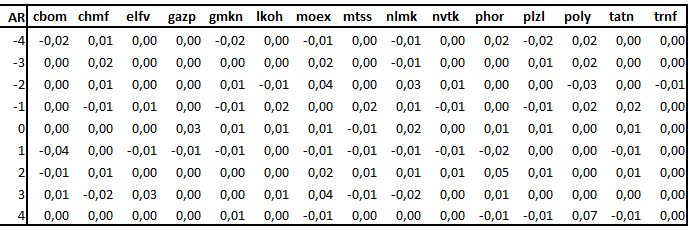 AR cbom chmf elfv gazp gmkn lkoh moex mtss nlmk nvtk phor plzl poly tatn trnf
-4 -0,02 0,01 0,00 0,00 -0,02 0,00 -0,01 0,00 -0,01 0,00 0,02 -0,02 0,02 0,00 0,00
-3 0,00 0,02 0,00 0,00 0,00 0,00 0,02 0,00 -0,01 0,00 0,00 0,01 0,02 0,00 0,00
-2 0,00 0,01 0,00 0,00 0,01 -0,01 0,04 0,00 0,03 0,01 0,00 0,00 -0,03 0,00 -0,01
-1 0,00 -0,01 0,01 0,00 -0,01 0,02 0,00 0,02 0,01 -0,01 0,00 -0,01 0,02 0,02 0,00
0 0,00 0,00 0,00 0,03 0,01 0,01 0,01 -0,01 0,02 0,00 0,01 0,01 0,00 0,01 0,00
1 -0,04 0,00 -0,01 -0,01 -0,01 0,00 -0,01 -0,01 -0,01 -0,01 -0,02 0,00 0,00 -0,01 0,00
2 -0,01 0,01 0,00 0,00 0,00 0,00 0,02 0,01 0,01 0,01 0,05 0,01 0,00 0,00 0,00
3 0,01 -0,02 0,03 0,00 0,00 0,01 0,04 -0,01 -0,02 0,00 0,01 0,00 0,00 0,00 0,00
4 0,00 0,00 0,00 0,00 0,01 0,00 -0,01 0,00 0,00 0,00 -0,01 -0,01 0,07 -0,01 0,00